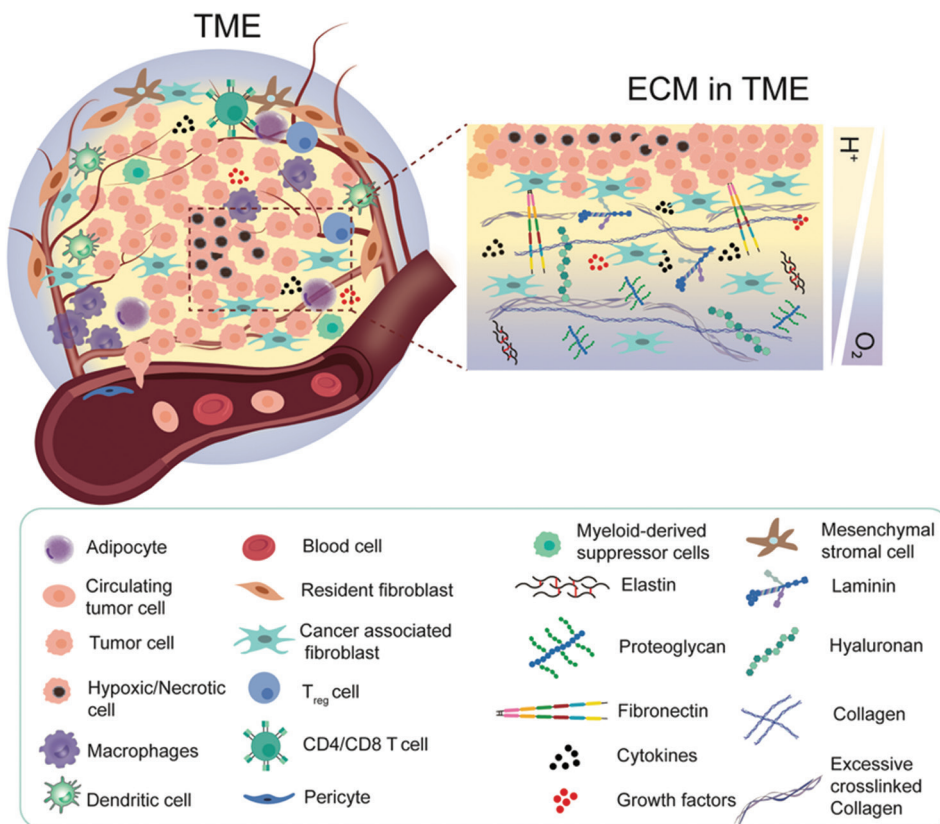 TME
ECM in TME
H⁺
O₂
Adipocyte
Circulating
tumor cell
Tumor cell
Hypoxic/Necrotic
cell
Macrophages
Dendritic cell
Blood cell
Resident fibroblast
Cancer associated
fibroblast
Treg cell
CD4/CD8 T cell
Pericyte
Myeloid-derived
suppressor cells
Elastin
Proteoglycan
Fibronectin
Cytokines
Growth factors
Mesenchymal
stromal cell
Laminin
Hyaluronan
Collagen
Excessive
crosslinked
Collagen